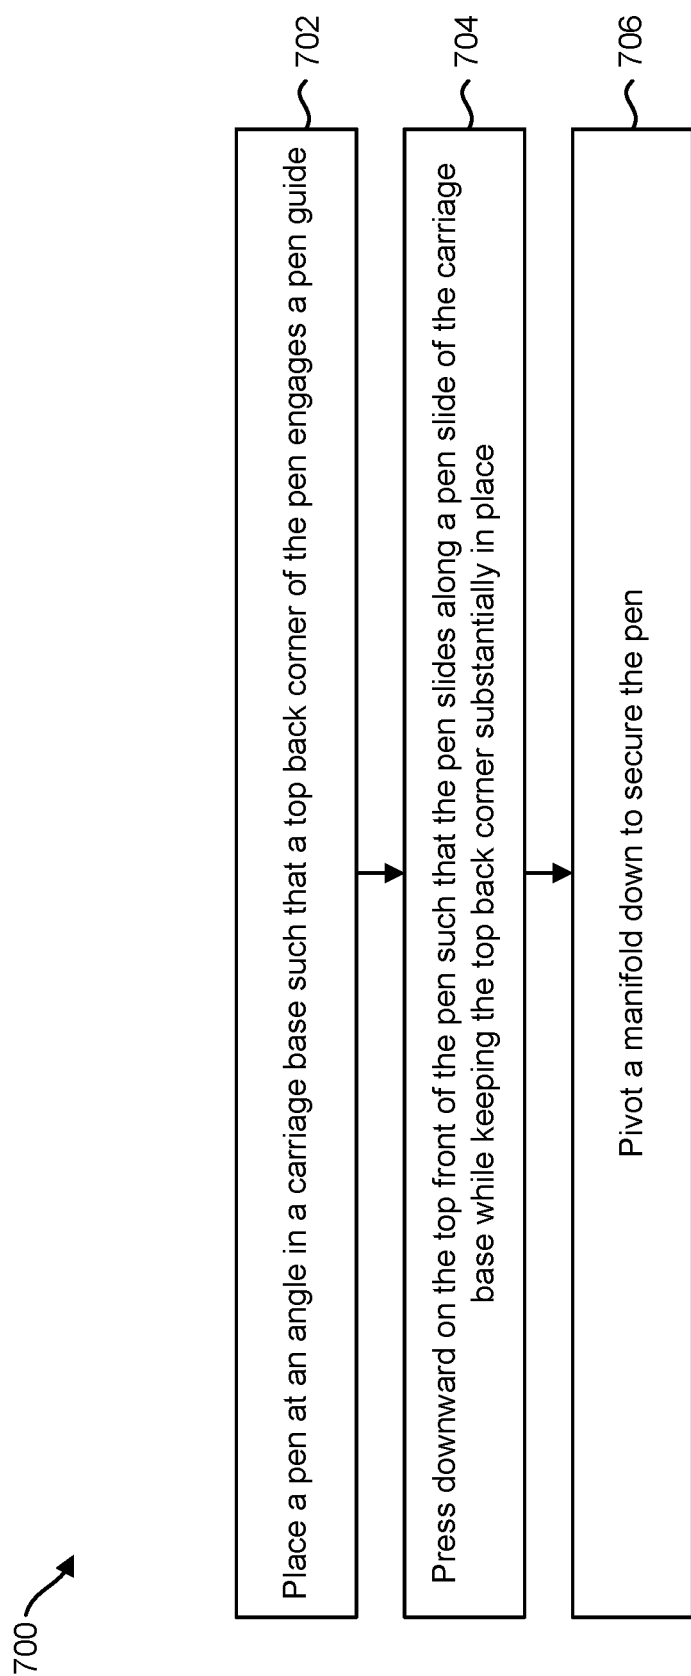 700
Place a pen at an angle in a carriage base such that a top back corner of the pen engages a pen guide
702
Press downward on the top front of the pen such that the pen slides along a pen slide of the carriage
base while keeping the top back corner substantially in place
704
Pivot a manifold down to secure the pen
706